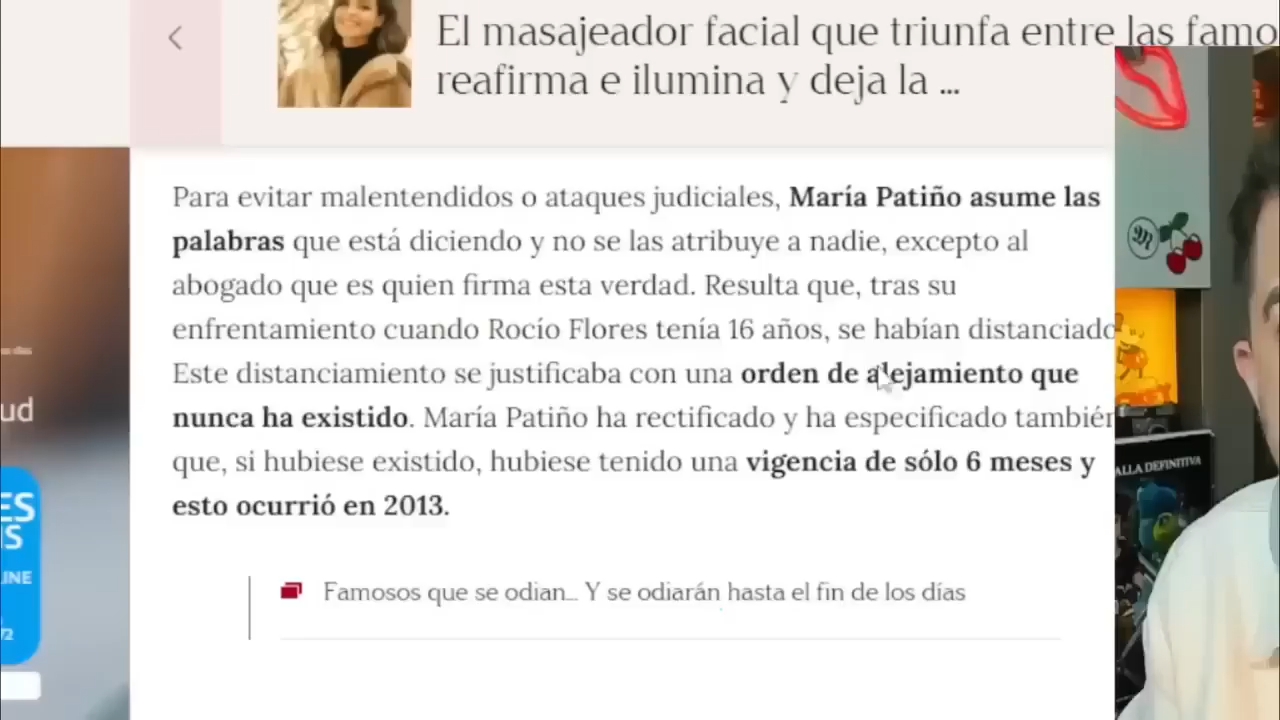 El masajeador facial que triunfa entre las famo
reafirma e ilumina y deja la ...
Para evitar malentendidos o ataques judiciales, María Patiño asume las
palabras que está diciendo y no se las atribuye a nadie, excepto al
abogado que es quien firma esta verdad. Resulta que, tras su
enfrentamiento cuando Rocío Flores tenía 16 años, se habían distanciado
Este distanciamiento se justificaba con una orden de alejamiento que
nunca ha existido. María Patiño ha rectificado y ha especificado también
que, si hubiese existido, hubiese tenido una vigencia de sólo 6 meses y
esto ocurrió en 2013.
Famosos que se odian... Y se odiarán hasta el fin de los días
ud
ES
IS
INE
72
ALLA DEFINITIVA